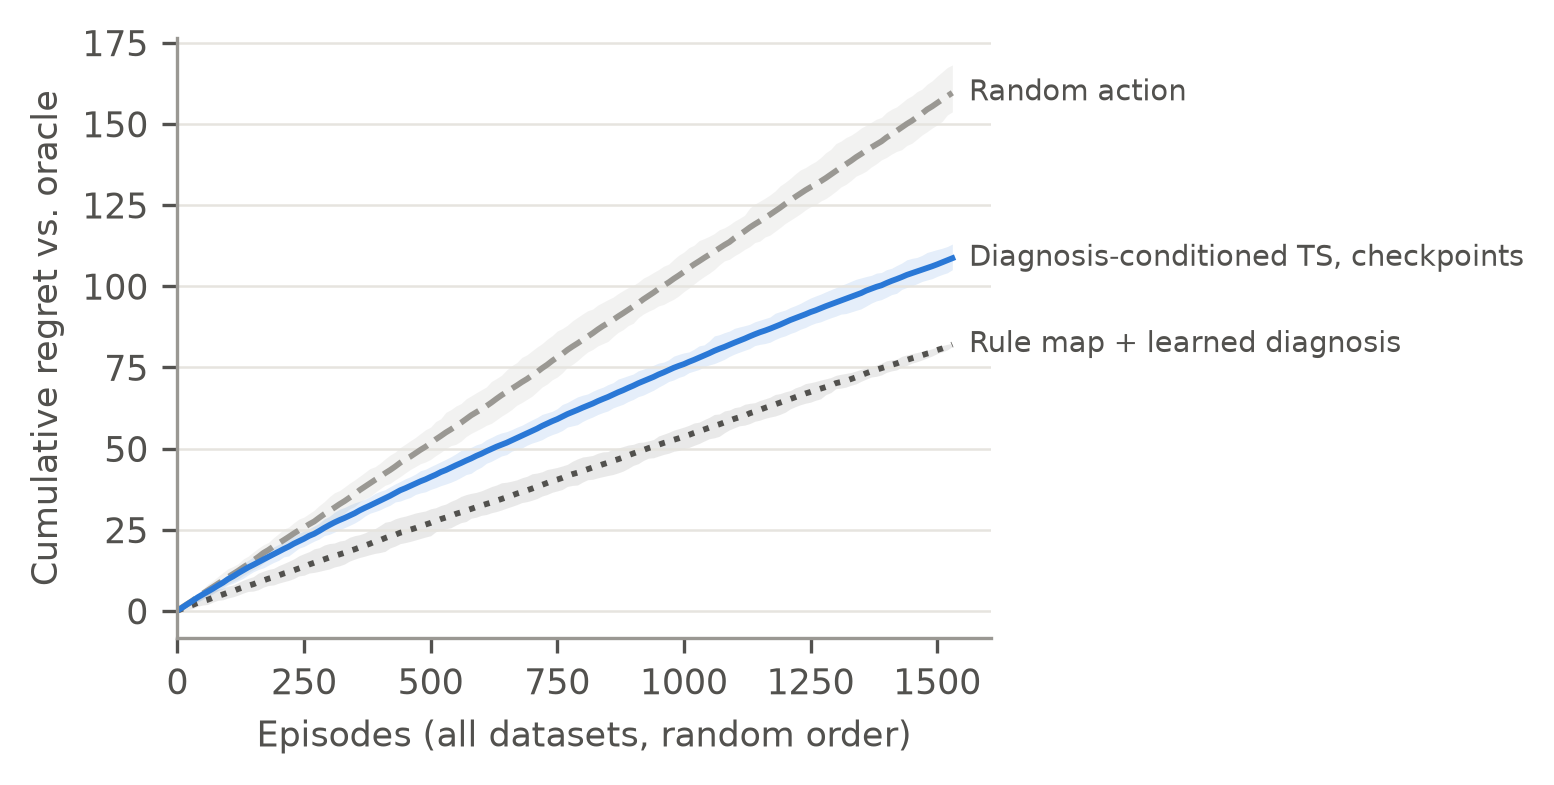 Cumulative regret vs. oracle
175
150
125
100
75
50
25
0
Random action
Diagnosis-conditioned TS, checkpoints
Rule map + learned diagnosis
0 250 500 750 1000 1250 1500
Episodes (all datasets, random order)